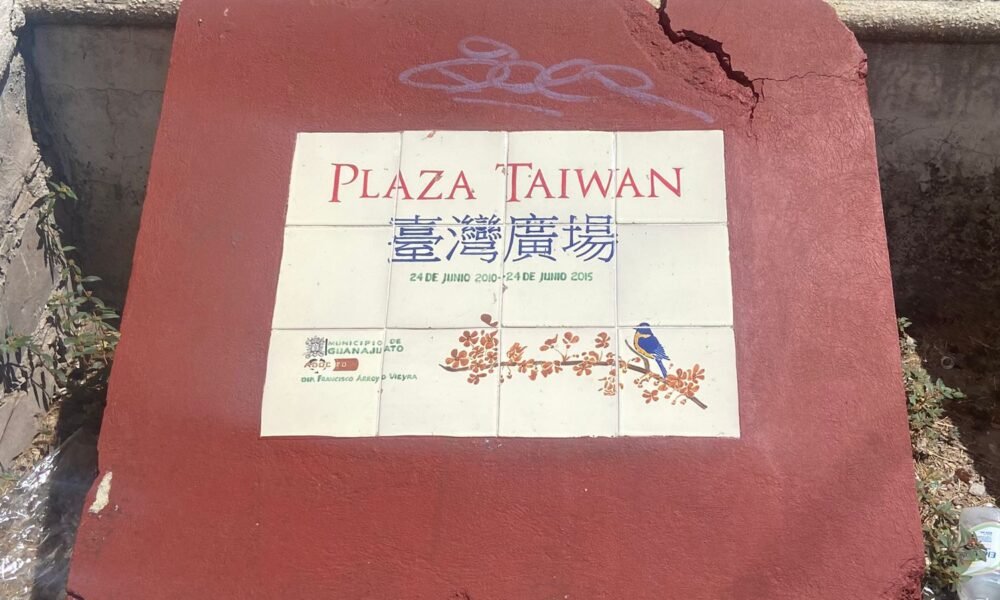 PLAZA TAIWAN
臺灣廣場
24 DE JUNIO 2010--24 DE JUNIO 2015
MUNICIPIO DE
GUANAJUATO
DIP. FRANCISCO ARROYO VIEYRA